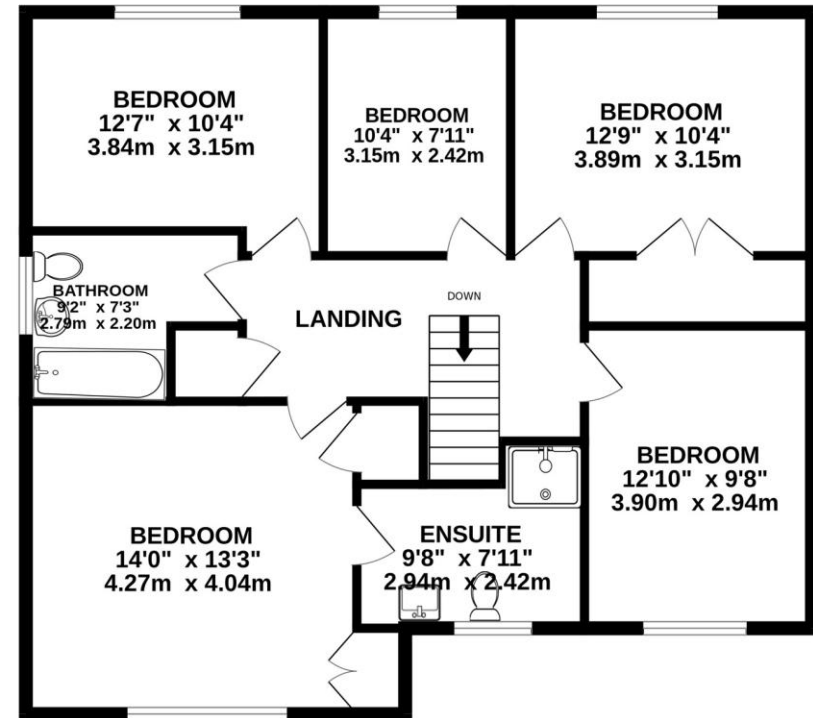 BEDROOM
12'7" x 10'4"
3.84m x 3.15m
BEDROOM
10'4" x 7'11"
3.15m x 2.42m
BEDROOM
12'9" x 10'4"
3.89m x 3.15m
BATHROOM
9'2" x 7'3"
2.79m x 2.20m
LANDING
DOWN
BEDROOM
12'10" x 9'8"
3.90m x 2.94m
BEDROOM
14'0" x 13'3"
4.27m x 4.04m
ENSUITE
9'8" x 7'11"
2.94m x 2.42m